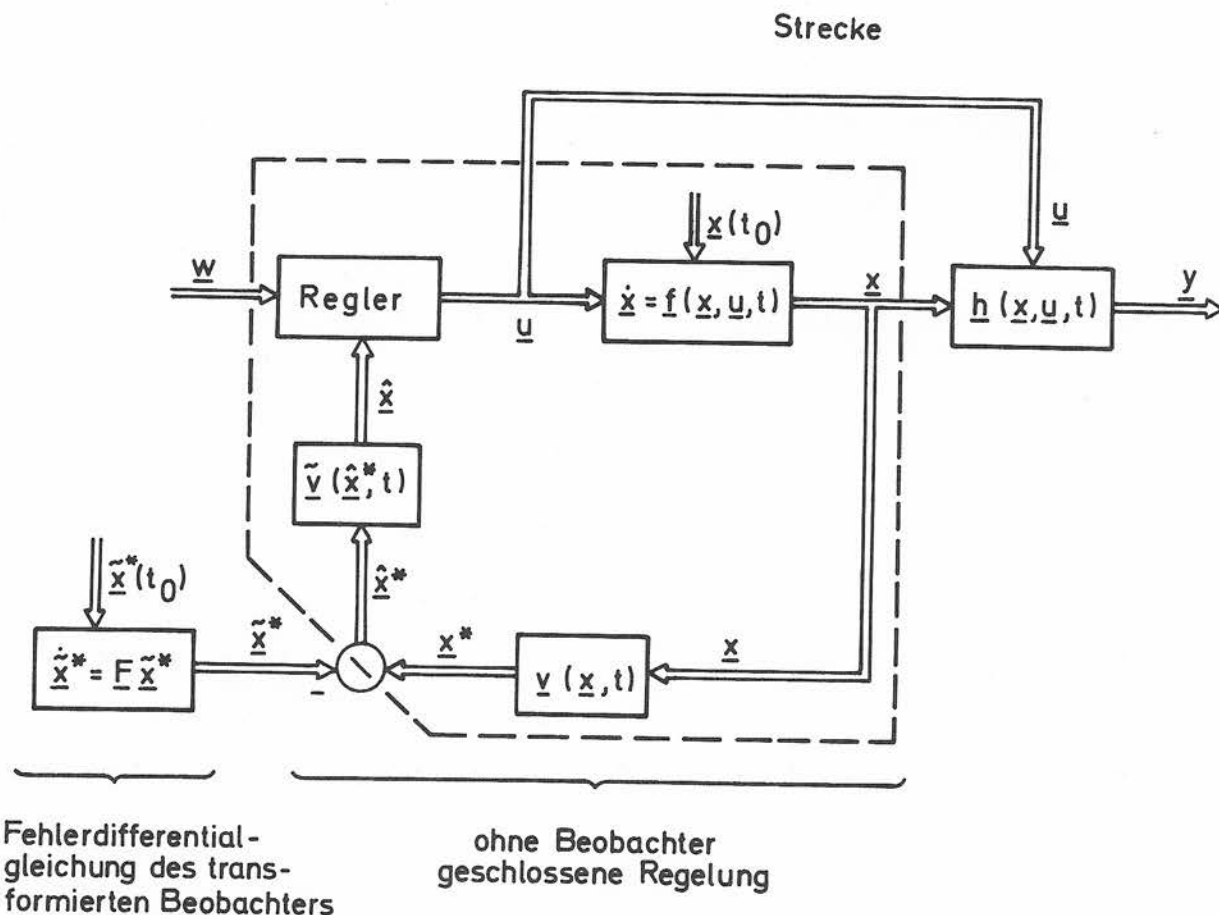 Strecke
u
x(t₀)
w
Regler
u
ẋ = f(x, u, t)
x
h(x, u, t)
y
x̂
ṽ(x̂*, t)
x̃*(t₀)
x̂*
x̃*
x*
x
x̃̇* = F x̃*
-
v(x, t)
Fehlerdifferential-
gleichung des trans-
formierten Beobachters
ohne Beobachter
geschlossene Regelung